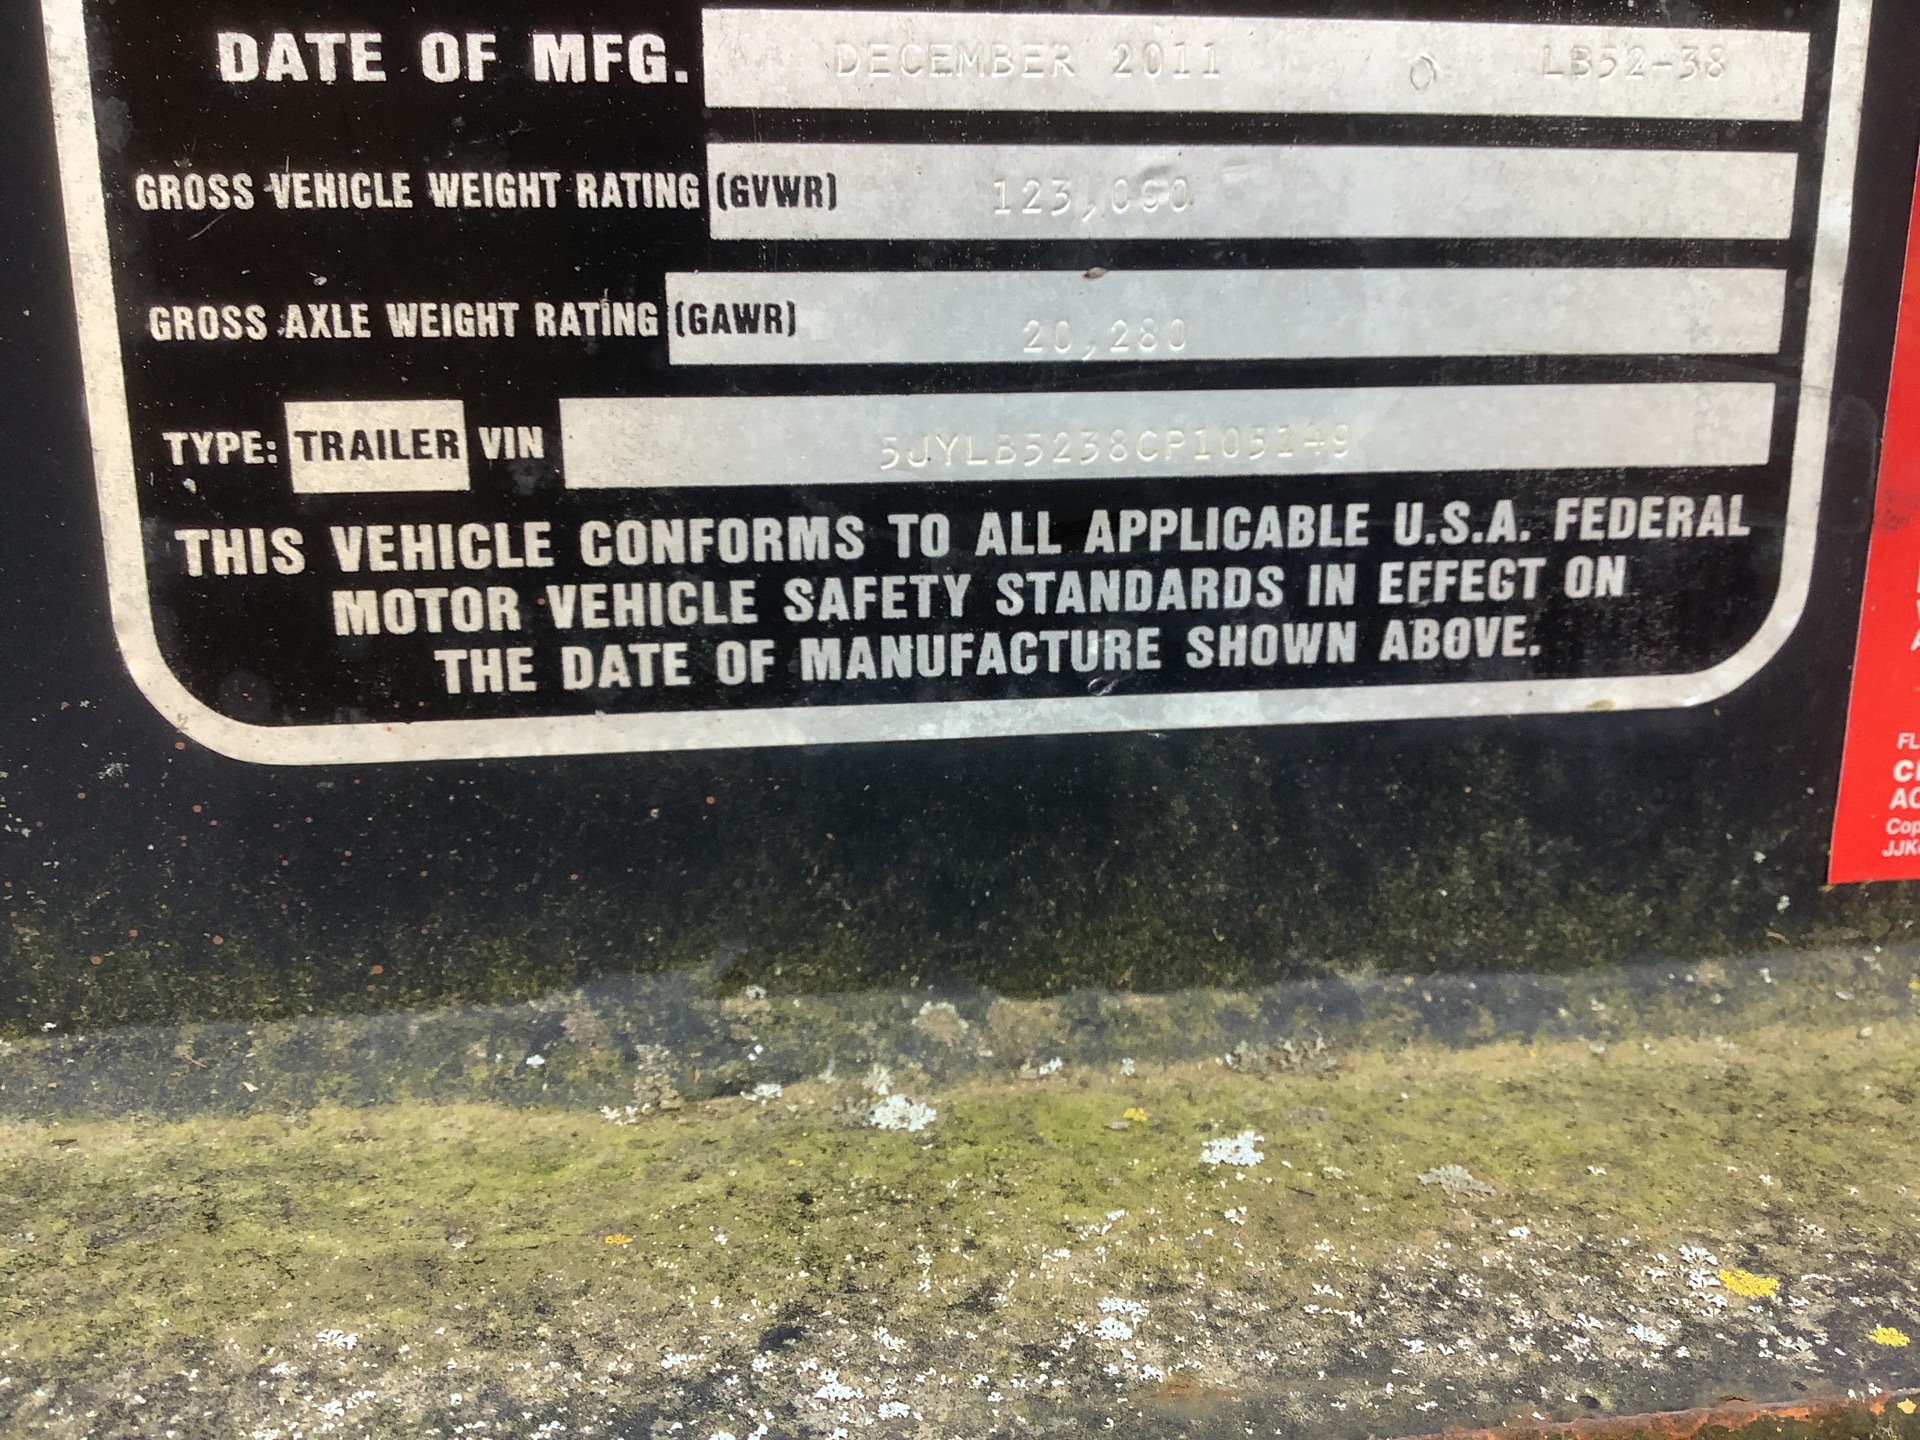 DATE OF MFG. DECEMBER 2011 LB52-38
GROSS VEHICLE WEIGHT RATING (GVWR) 123,000
GROSS AXLE WEIGHT RATING (GAWR) 20,280
TYPE: TRAILER VIN 5JYLB5238CP105149
THIS VEHICLE CONFORMS TO ALL APPLICABLE U.S.A. FEDERAL
MOTOR VEHICLE SAFETY STANDARDS IN EFFECT ON
THE DATE OF MANUFACTURE SHOWN ABOVE.